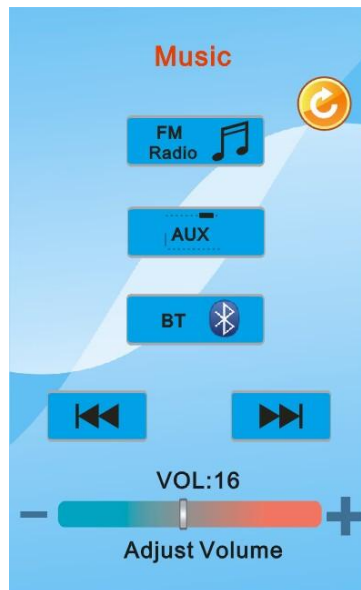 Music
FM
Radio
AUX
BT
VOL:16
Adjust Volume